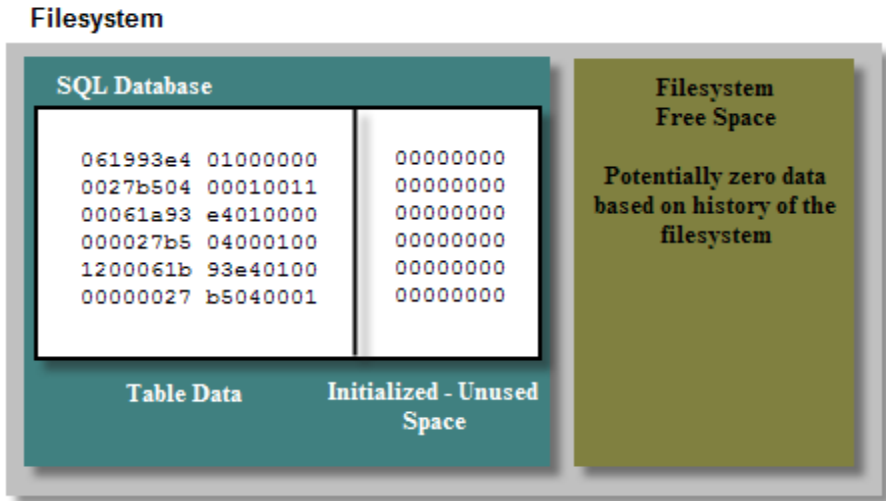 Filesystem
SQL Database
061993e4 01000000
0027b504 00010011
00061a93 e4010000
000027b5 04000100
1200061b 93e40100
00000027 b5040001
00000000
00000000
00000000
00000000
00000000
00000000
Table Data
Initialized - Unused
Space
Filesystem
Free Space
Potentially zero data
based on history of the
filesystem